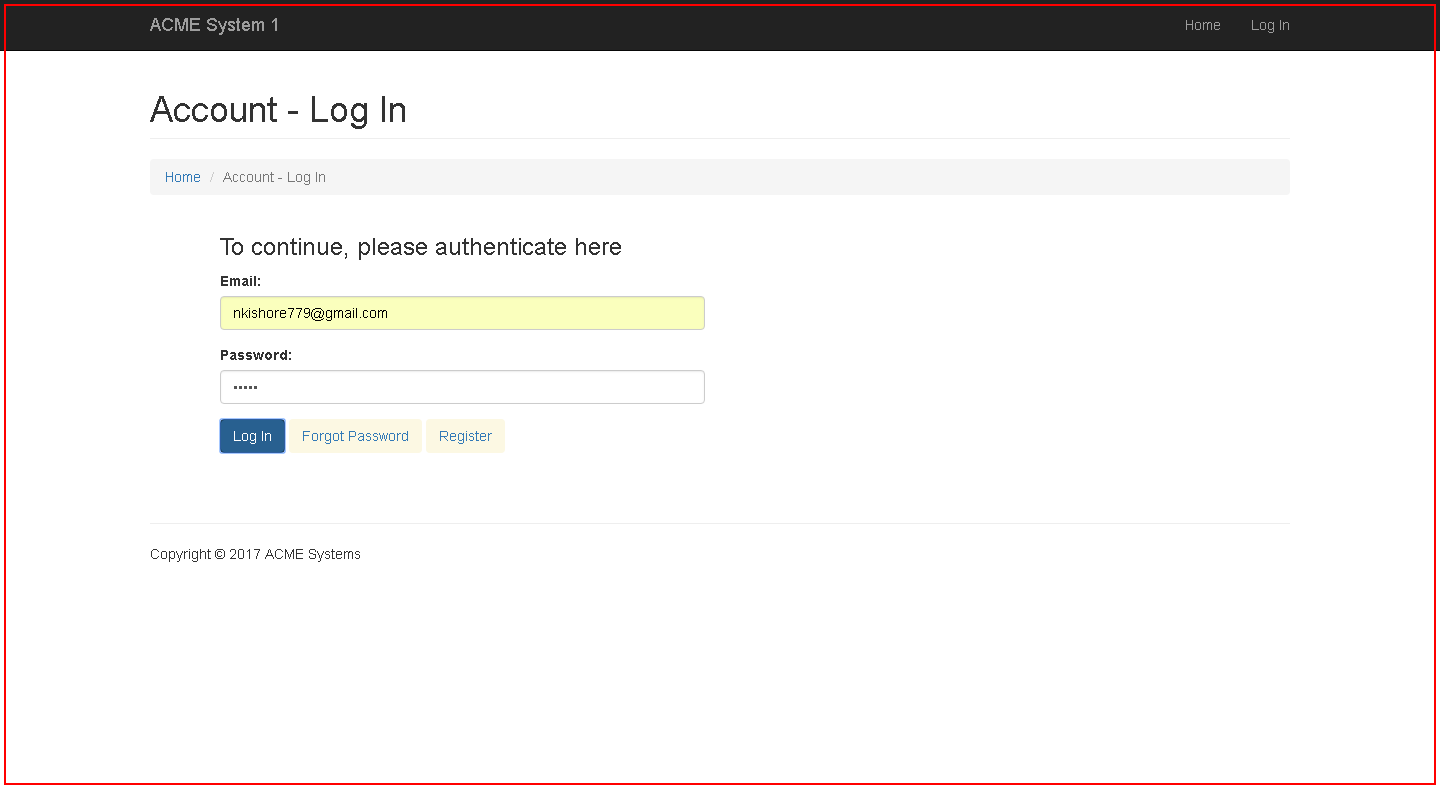 ACME System 1 Home Log In
Account - Log In
Home / Account - Log In
To continue, please authenticate here
Email:
nkishore779@gmail.com
Password:
•••••
Log In Forgot Password Register
Copyright © 2017 ACME Systems